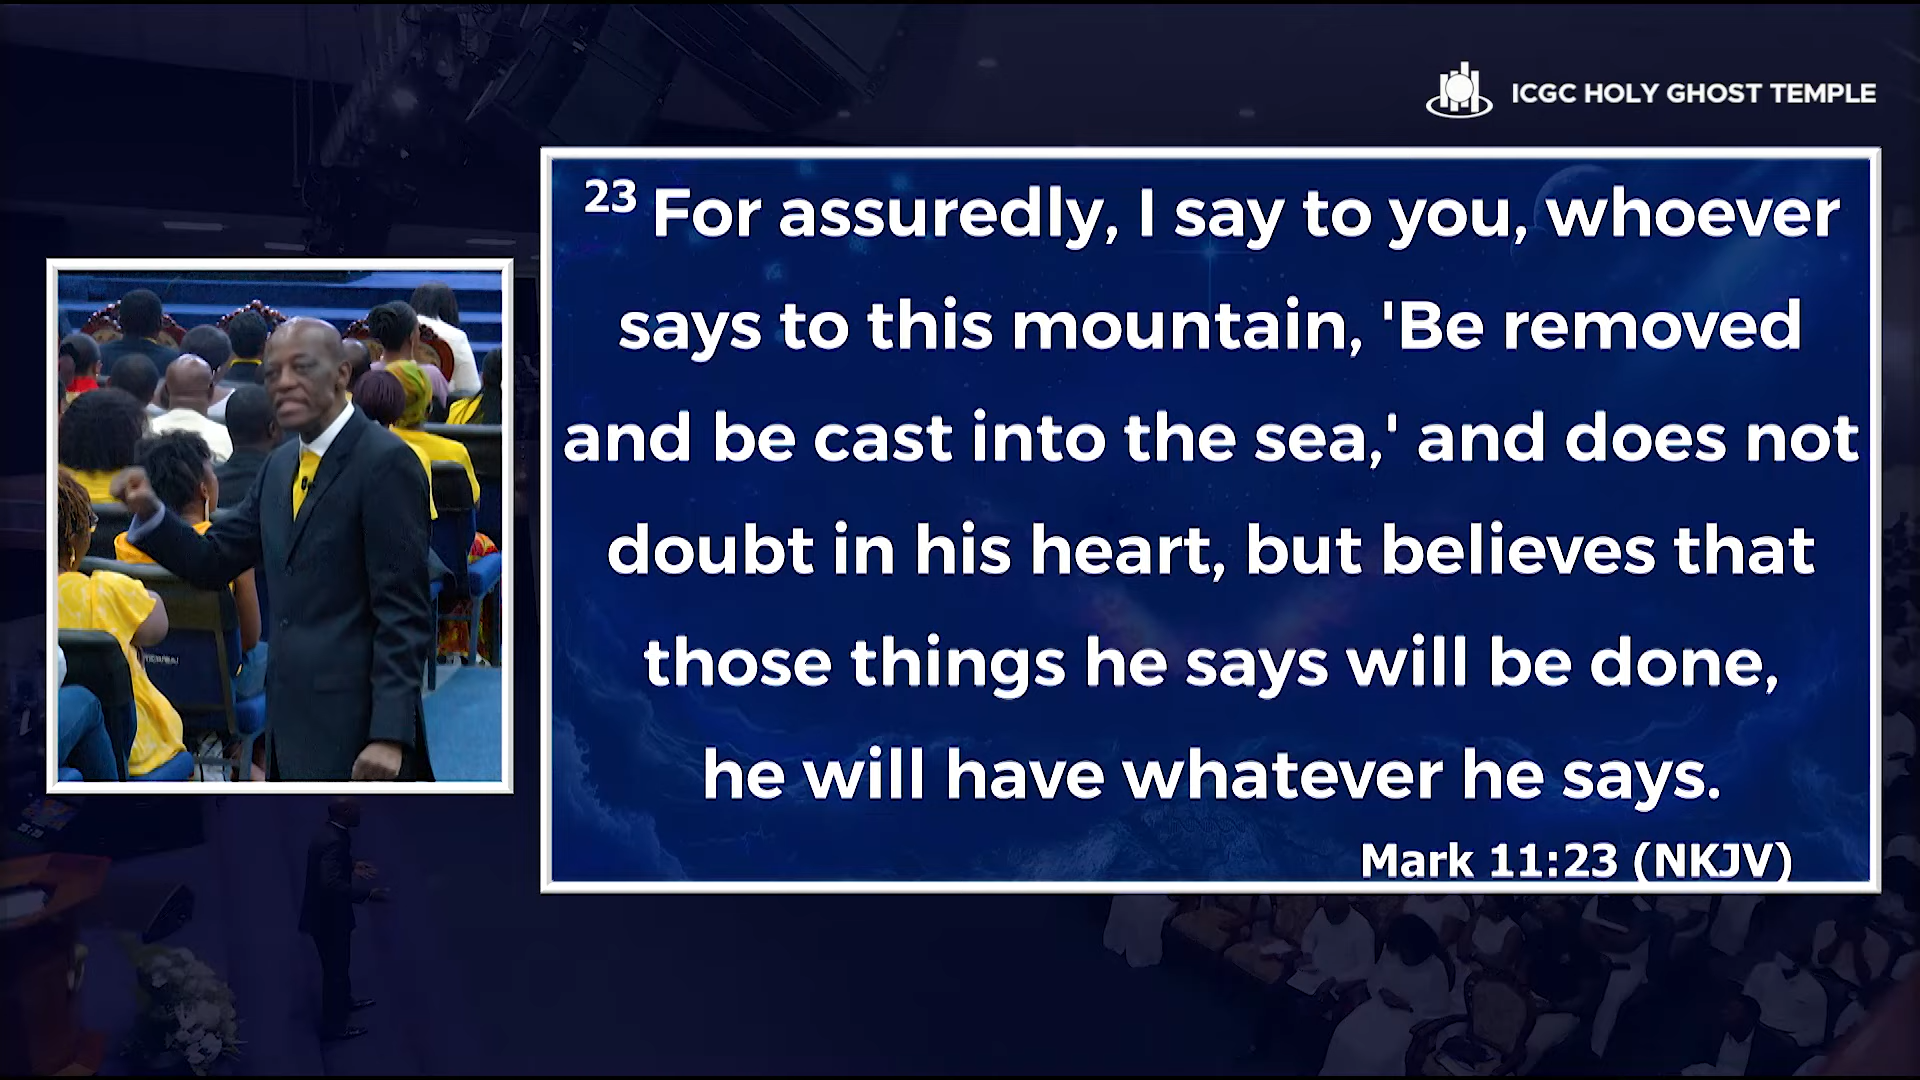 ICGC HOLY GHOST TEMPLE
23 For assuredly, I say to you, whoever
says to this mountain, 'Be removed
and be cast into the sea,' and does not
doubt in his heart, but believes that
those things he says will be done,
he will have whatever he says.
Mark 11:23 (NKJV)